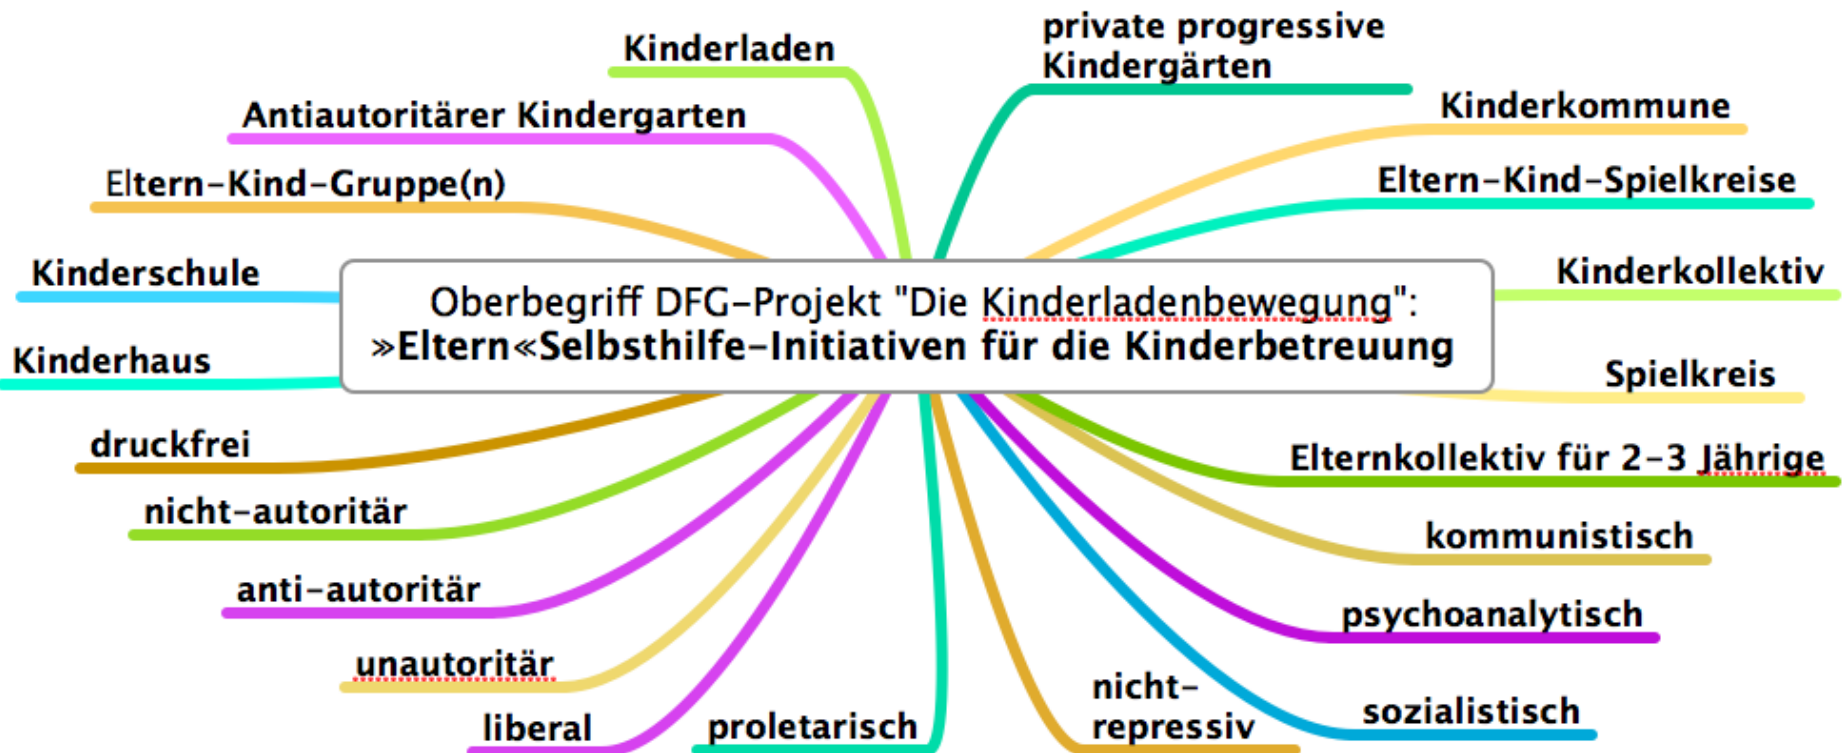 Kinderladen
private progressive
Kindergärten
Antiautoritärer Kindergarten
Kinderkommune
Eltern-Kind-Gruppe(n)
Eltern-Kind-Spielkreise
Kinderschule
Kinderkollektiv
Oberbegriff DFG-Projekt "Die Kinderladenbewegung":
»Eltern«Selbsthilfe-Initiativen für die Kinderbetreuung
Kinderhaus
Spielkreis
druckfrei
Elternkollektiv für 2-3 Jährige
nicht-autoritär
kommunistisch
anti-autoritär
psychoanalytisch
unautoritär
nicht-
repressiv
sozialistisch
liberal
proletarisch